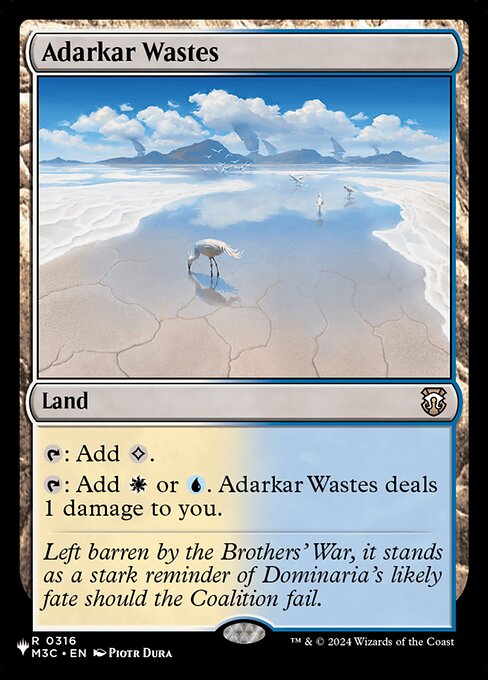 Adarkar Wastes
Land
: Add .
: Add or . Adarkar Wastes deals
1 damage to you.
Left barren by the Brothers' War, it stands
as a stark reminder of Dominaria's likely
fate should the Coalition fail.
R 0316
M3C • EN Piotr Dura
™ & © 2024 Wizards of the Coast